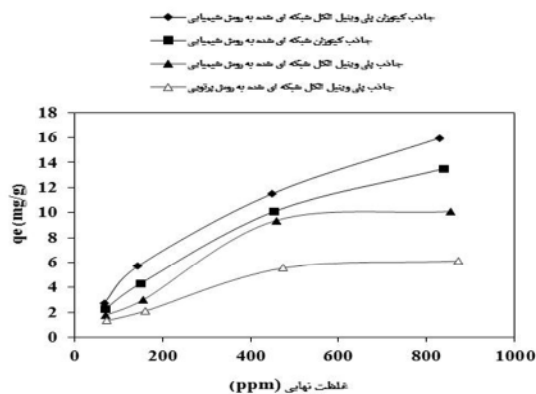 جاذب کیتوزان پلی وینیل الکل شبکه ای شده به روش شیمیایی
جاذب کیتوزان شبکه ای شده به روش شیمیایی
جاذب پلی وینیل الکل شبکه ای شده به روش شیمیایی
جاذب پلی وینیل الکل شبکه ای شده به روش پرتویی
18
16
14
12
10
8
6
4
2
0
qe (mg/g)
0 200 400 600 800 1000
غلظت نهایی (ppm)